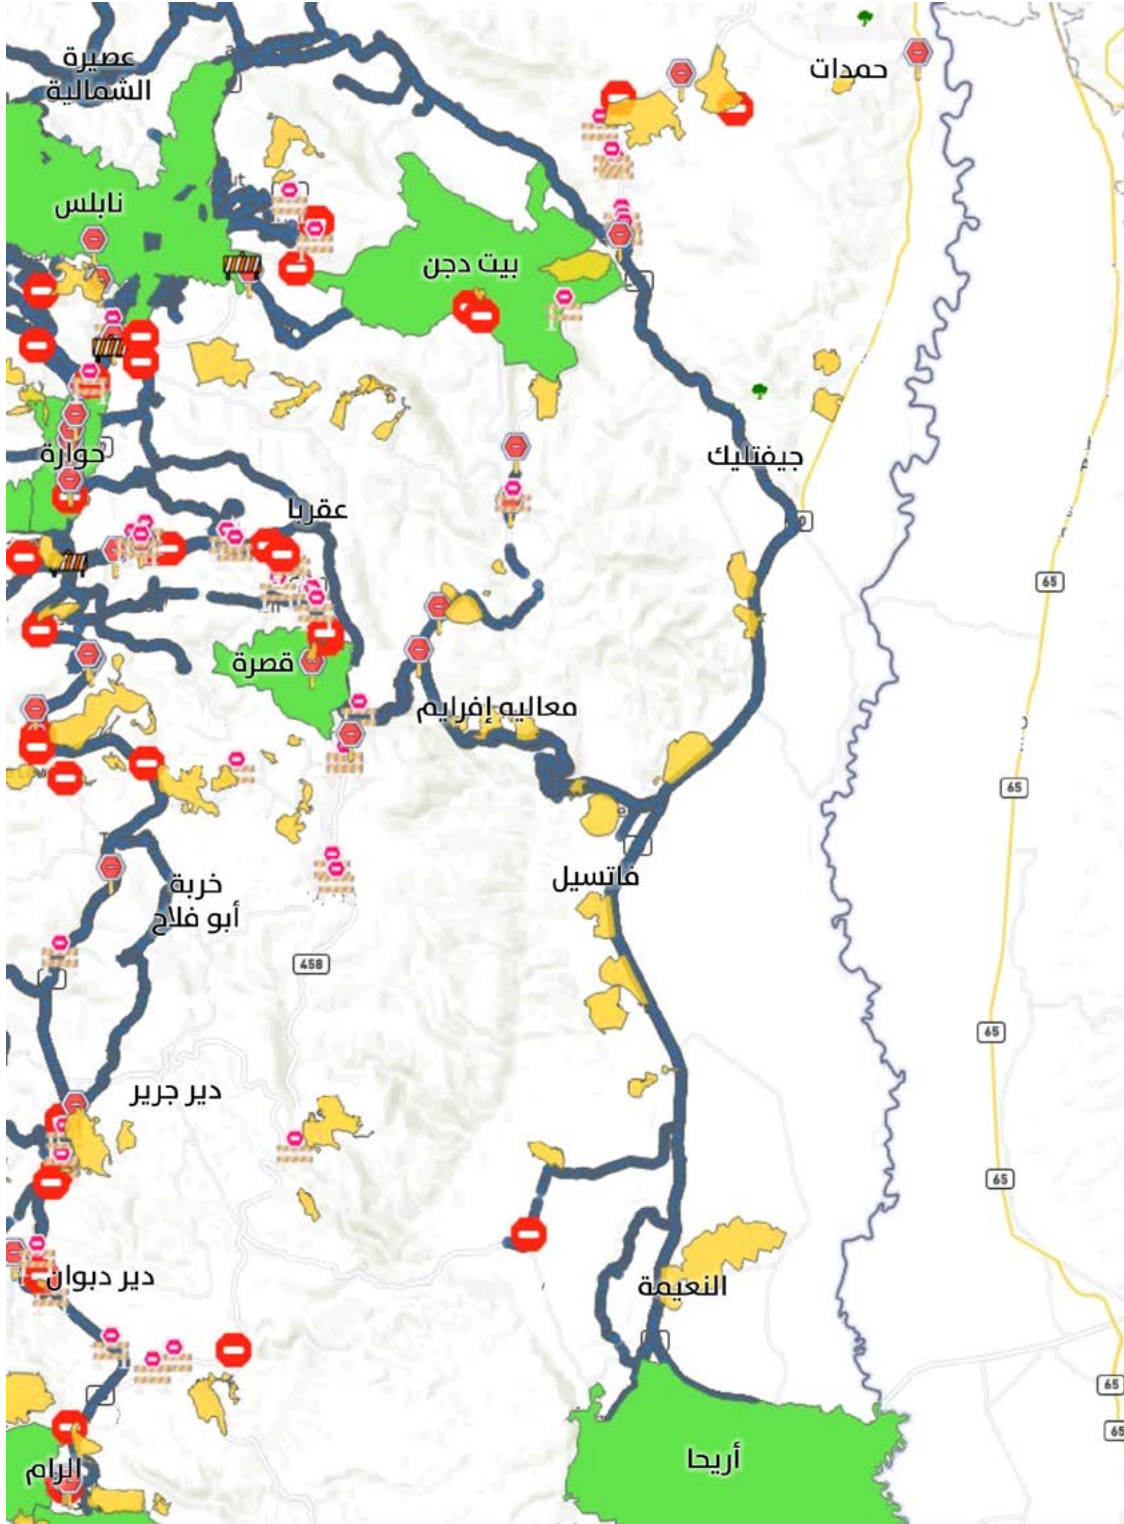 عصيرة
الشمالية
حمدات
نابلس
بيت دجن
حوارة
جيفتليك
عقربا
65
قصرة
معاليه إفرايم
65
فاتسيل
خربة
أبو فلاح
458
65
دير جرير
65
دير دبوان
النعيمة
65
65
أريحا
الرام